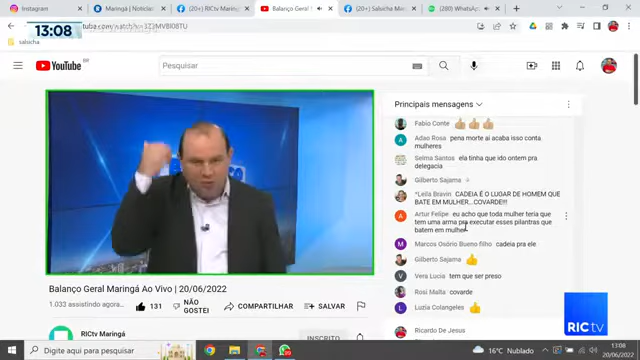 Instagram
Maringá | Notícias
(20+) RICtv Maring
Balanço Geral M
(20+) Salsicha Mar
(280) WhatsA
13:08
salsicha
YouTube
BR
Pesquisar
Principais mensagens
Fabio Conte 👍👍👍
Adao Rosa pena morte ai acaba isso conta
mulheres
Selma Santos ela tinha que ido ontem pra
delegacia
Gilberto Sajama
*Leila Bravin CADEIA É O LUGAR DE HOMEM QUE
BATE EM MULHER...COVARDE!!!
Artur Felipe eu acho que toda mulher teria que
tem uma arma pra executar esses pilantras que
batem em mulher
Marcos Onário Bueno filho cadeia pra ele
Gilberto Sajama 👍
Vera Lucia tem que ser preso
Rosi Malta covarde
Luzia Colangeles 👍
Ricardo De Jesus
Balanço Geral Maringá Ao Vivo | 20/06/2022
1.033 assistindo agora...
131
NÃO
GOSTEI
COMPARTILHAR
SALVAR
RICtv Maringá
INSCRITO
RIC tv
Digite aqui para pesquisar
16°C Nublado
13:08
20/06/2022